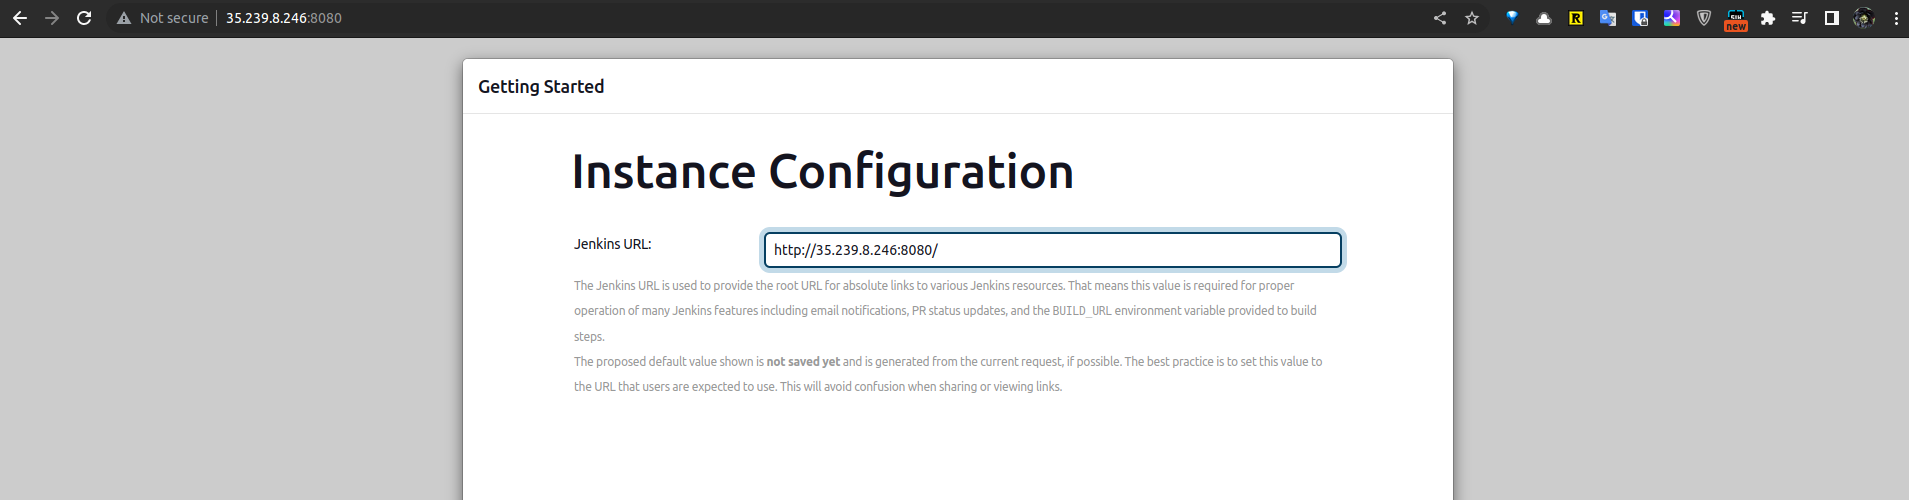 Not secure | 35.239.8.246:8080
new
Getting Started
Instance Configuration
Jenkins URL:
http://35.239.8.246:8080/
The Jenkins URL is used to provide the root URL for absolute links to various Jenkins resources. That means this value is required for proper
operation of many Jenkins features including email notifications, PR status updates, and the BUILD_URL environment variable provided to build
steps.
The proposed default value shown is not saved yet and is generated from the current request, if possible. The best practice is to set this value to
the URL that users are expected to use. This will avoid confusion when sharing or viewing links.